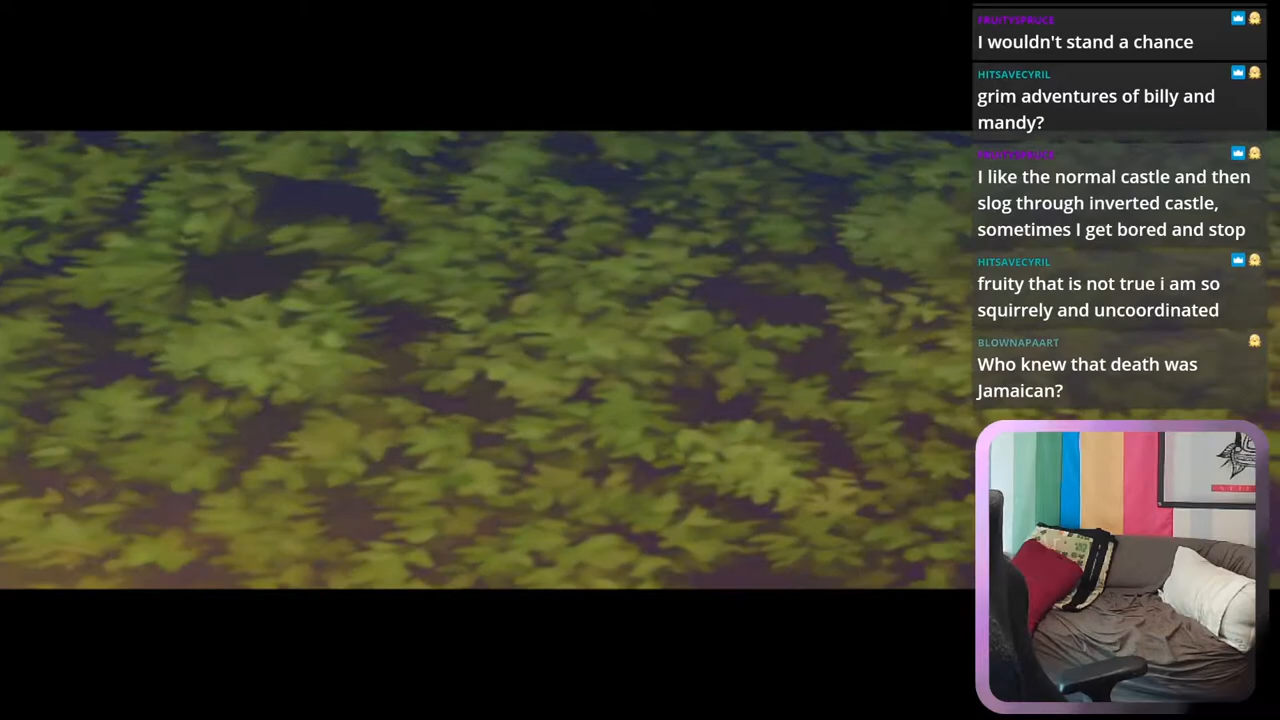 FRUITYSPRUCE
I wouldn't stand a chance
HITSAVECYRIL
grim adventures of billy and
mandy?
FRUITYSPRUCE
I like the normal castle and then
slog through inverted castle,
sometimes I get bored and stop
HITSAVECYRIL
fruity that is not true i am so
squirrely and uncoordinated
BLOWNAPAART
Who knew that death was
Jamaican?